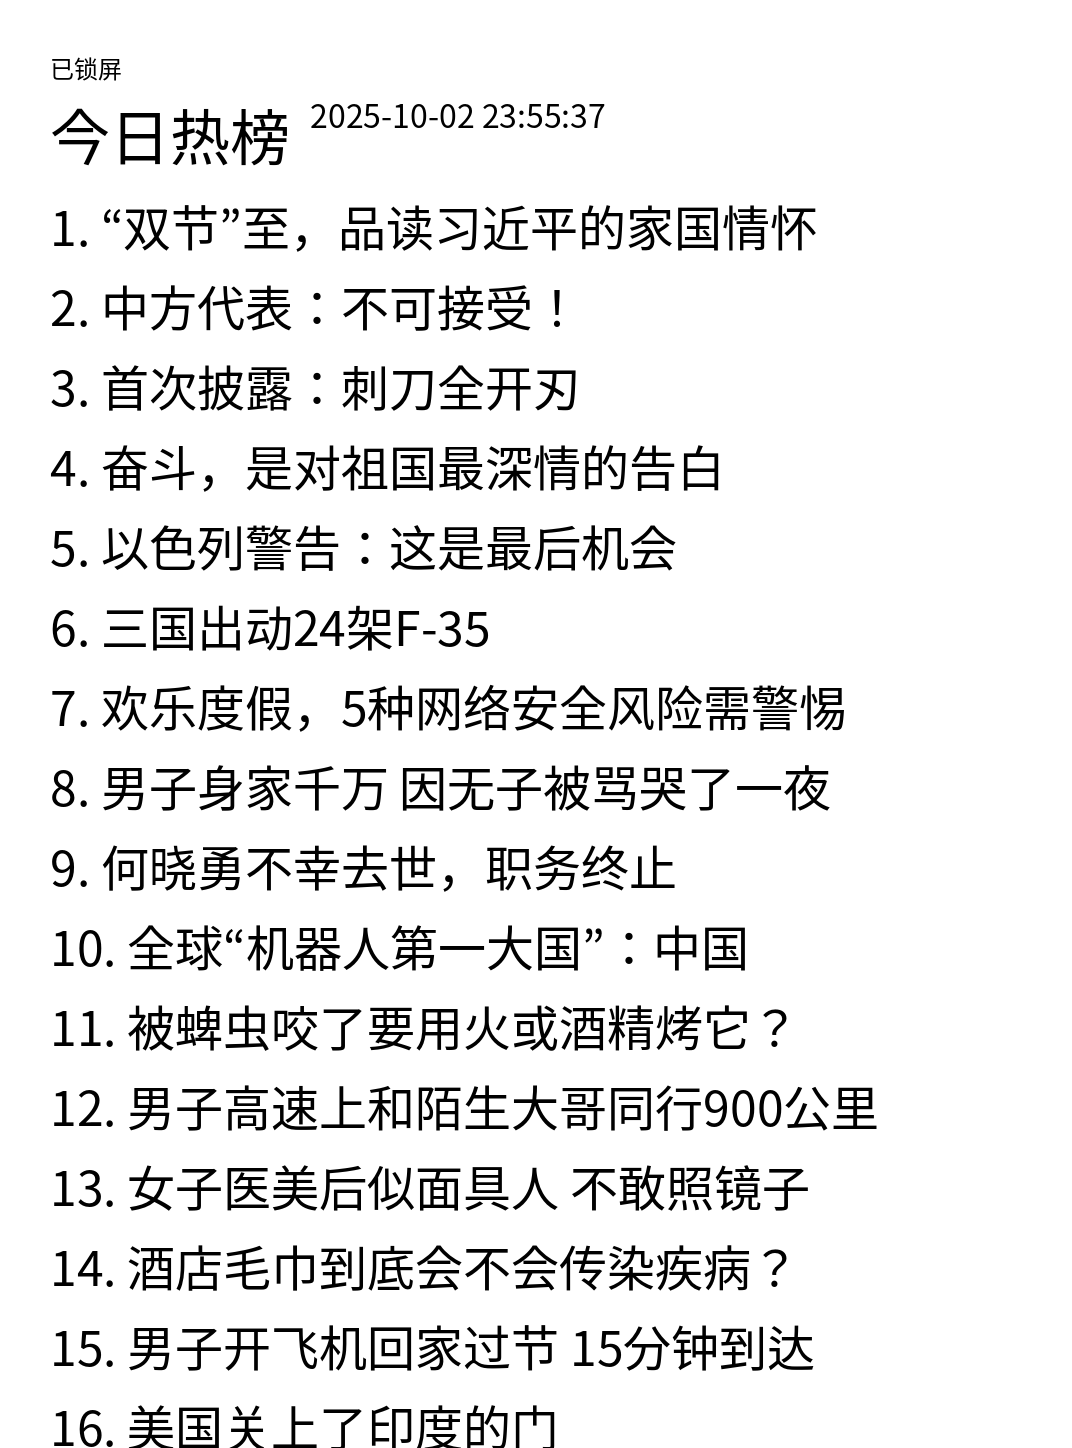 已锁屏
今日热榜 2025-10-02 23:55:37
1. “双节”至，品读习近平的家国情怀
2. 中方代表：不可接受！
3. 首次披露：刺刀全开刃
4. 奋斗，是对祖国最深情的告白
5. 以色列警告：这是最后机会
6. 三国出动24架F-35
7. 欢乐度假，5种网络安全风险需警惕
8. 男子身家千万 因无子被骂哭了一夜
9. 何晓勇不幸去世，职务终止
10. 全球“机器人第一大国”：中国
11. 被蜱虫咬了要用火或酒精烤它？
12. 男子高速上和陌生大哥同行900公里
13. 女子医美后似面具人 不敢照镜子
14. 酒店毛巾到底会不会传染疾病？
15. 男子开飞机回家过节 15分钟到达
16. 美国关上了印度的门